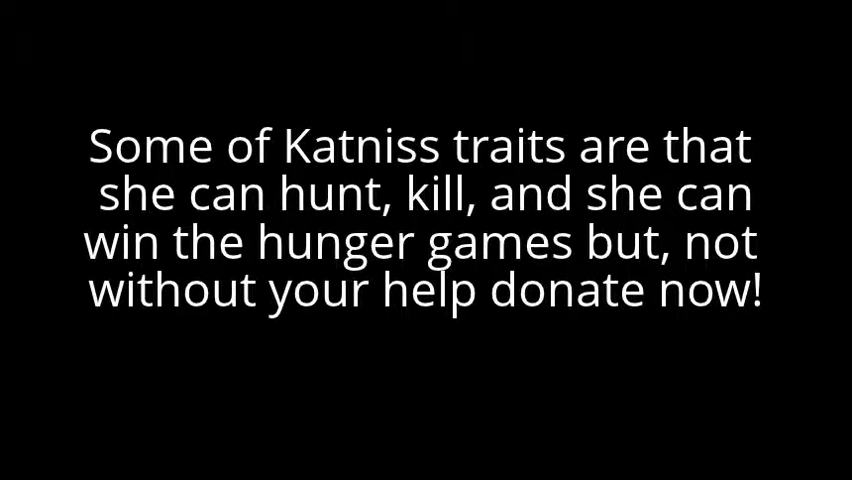 Some of Katniss traits are that
she can hunt, kill, and she can
win the hunger games but, not
without your help donate now!